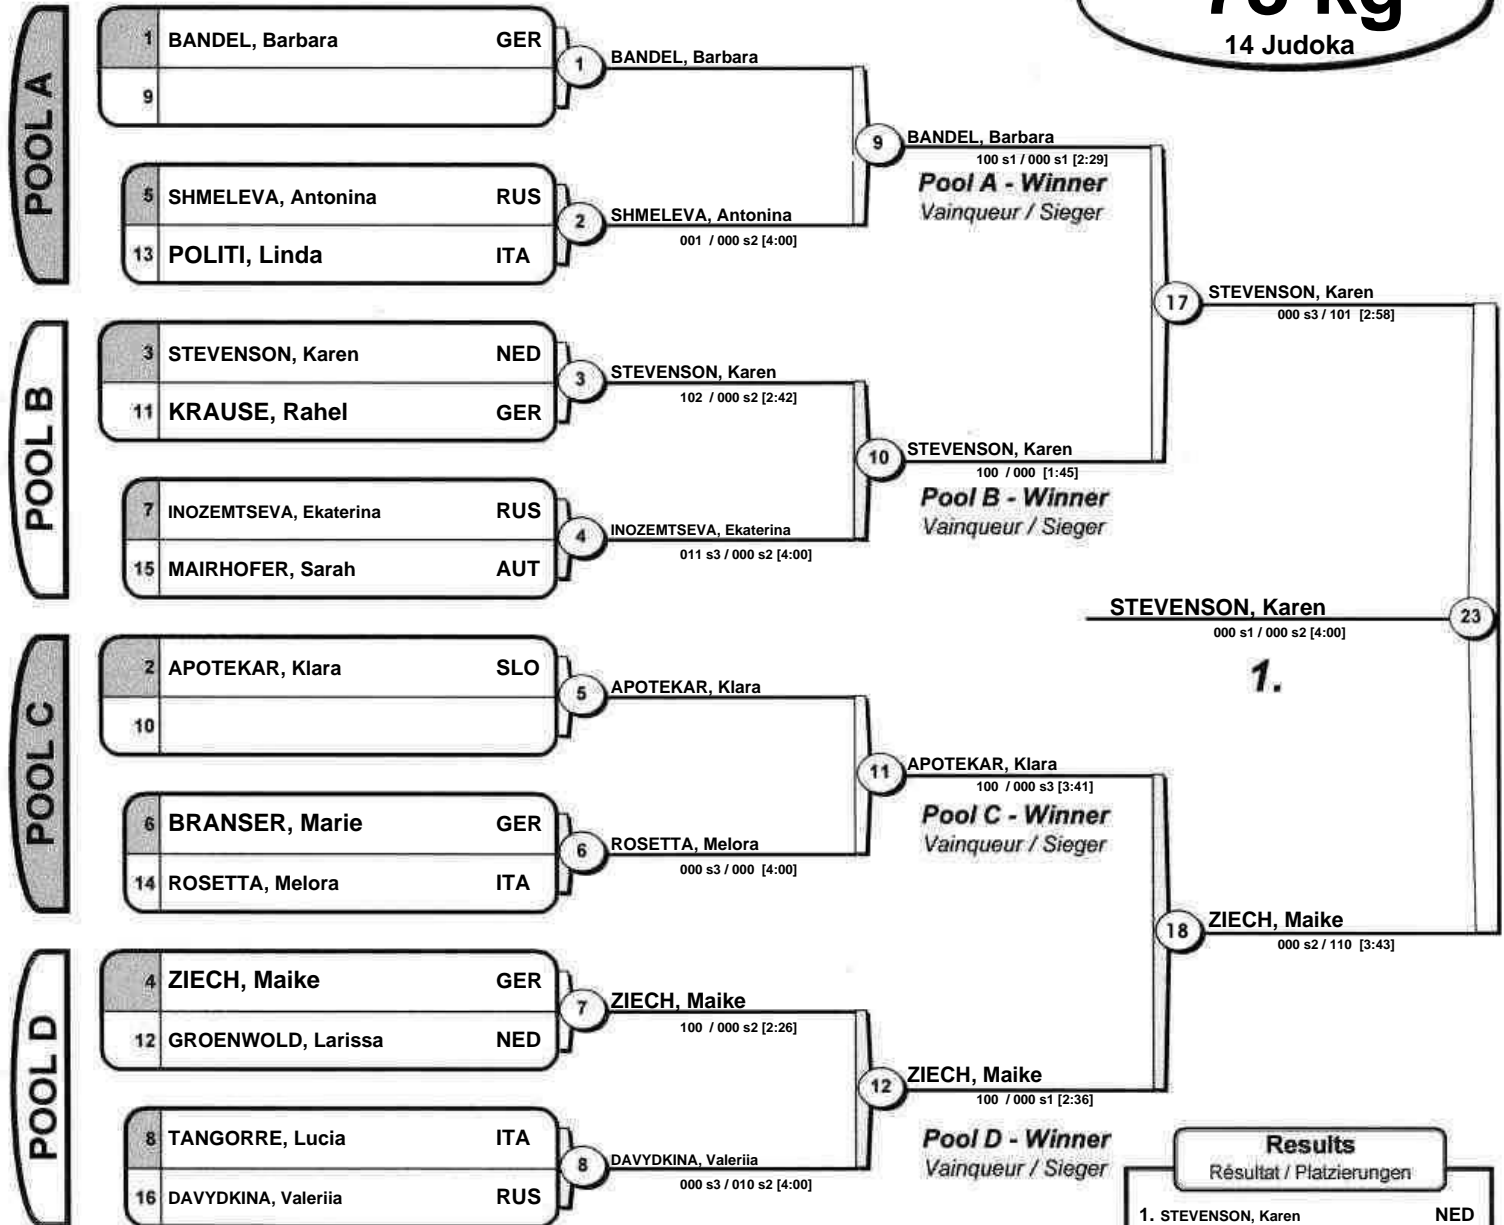 78 kg
14 Judoka
POOL A
1 BANDEL, Barbara GER
9
1
BANDEL, Barbara
5 SHMELEVA, Antonina RUS
13 POLITI, Linda ITA
2
SHMELEVA, Antonina
001 / 000 s2 [4:00]
9
BANDEL, Barbara
100 s1 / 000 s1 [2:29]
Pool A - Winner
Vainqueur / Sieger
POOL B
3 STEVENSON, Karen NED
11 KRAUSE, Rahel GER
3
STEVENSON, Karen
102 / 000 s2 [2:42]
7 INOZEMTSEVA, Ekaterina RUS
15 MAIRHOFER, Sarah AUT
4
INOZEMTSEVA, Ekaterina
011 s3 / 000 s2 [4:00]
10
STEVENSON, Karen
100 / 000 [1:45]
Pool B - Winner
Vainqueur / Sieger
17
STEVENSON, Karen
000 s3 / 101 [2:58]
STEVENSON, Karen
000 s1 / 000 s2 [4:00]
23
1.
POOL C
2 APOTEKAR, Klara SLO
10
5
APOTEKAR, Klara
6 BRANSER, Marie GER
14 ROSETTA, Melora ITA
6
ROSETTA, Melora
000 s3 / 000 [4:00]
11
APOTEKAR, Klara
100 / 000 s3 [3:41]
Pool C - Winner
Vainqueur / Sieger
18
ZIECH, Maike
000 s2 / 110 [3:43]
POOL D
4 ZIECH, Maike GER
12 GROENWOLD, Larissa NED
7
ZIECH, Maike
100 / 000 s2 [2:26]
8 TANGORRE, Lucia ITA
16 DAVYDKINA, Valeriia RUS
8
DAVYDKINA, Valeriia
000 s3 / 010 s2 [4:00]
12
ZIECH, Maike
100 / 000 s1 [2:36]
Pool D - Winner
Vainqueur / Sieger
Results
Résultat / Platzierungen
1. STEVENSON, Karen NED